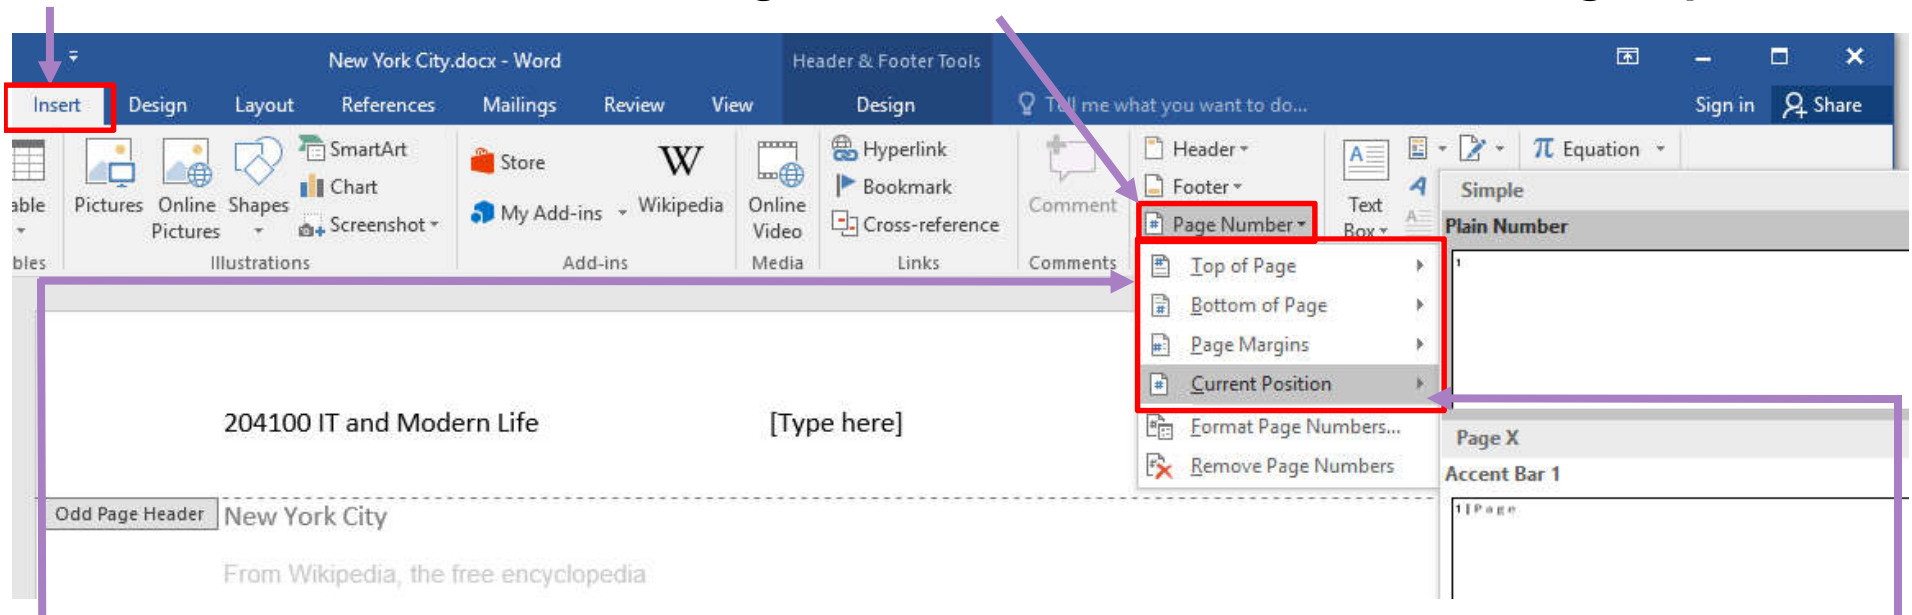 New York City.docx - Word
Header & Footer Tools
Insert Design Layout References Mailings Review View Design Tell me what you want to do... Sign in Share
SmartArt Store W Hyperlink Header π Equation
Chart Bookmark Footer Simple
Pictures Online Shapes My Add-ins Wikipedia Online Comment Text
Pictures Screenshot Video Cross-reference Page Number Box Plain Number
Illustrations Add-ins Media Links Comments
Top of Page
1
Bottom of Page
Page Margins
Current Position
204100 IT and Modern Life [Type here]
Format Page Numbers...
Page X
Remove Page Numbers
Accent Bar 1
1 | Page
Odd Page Header New York City
From Wikipedia, the free encyclopedia